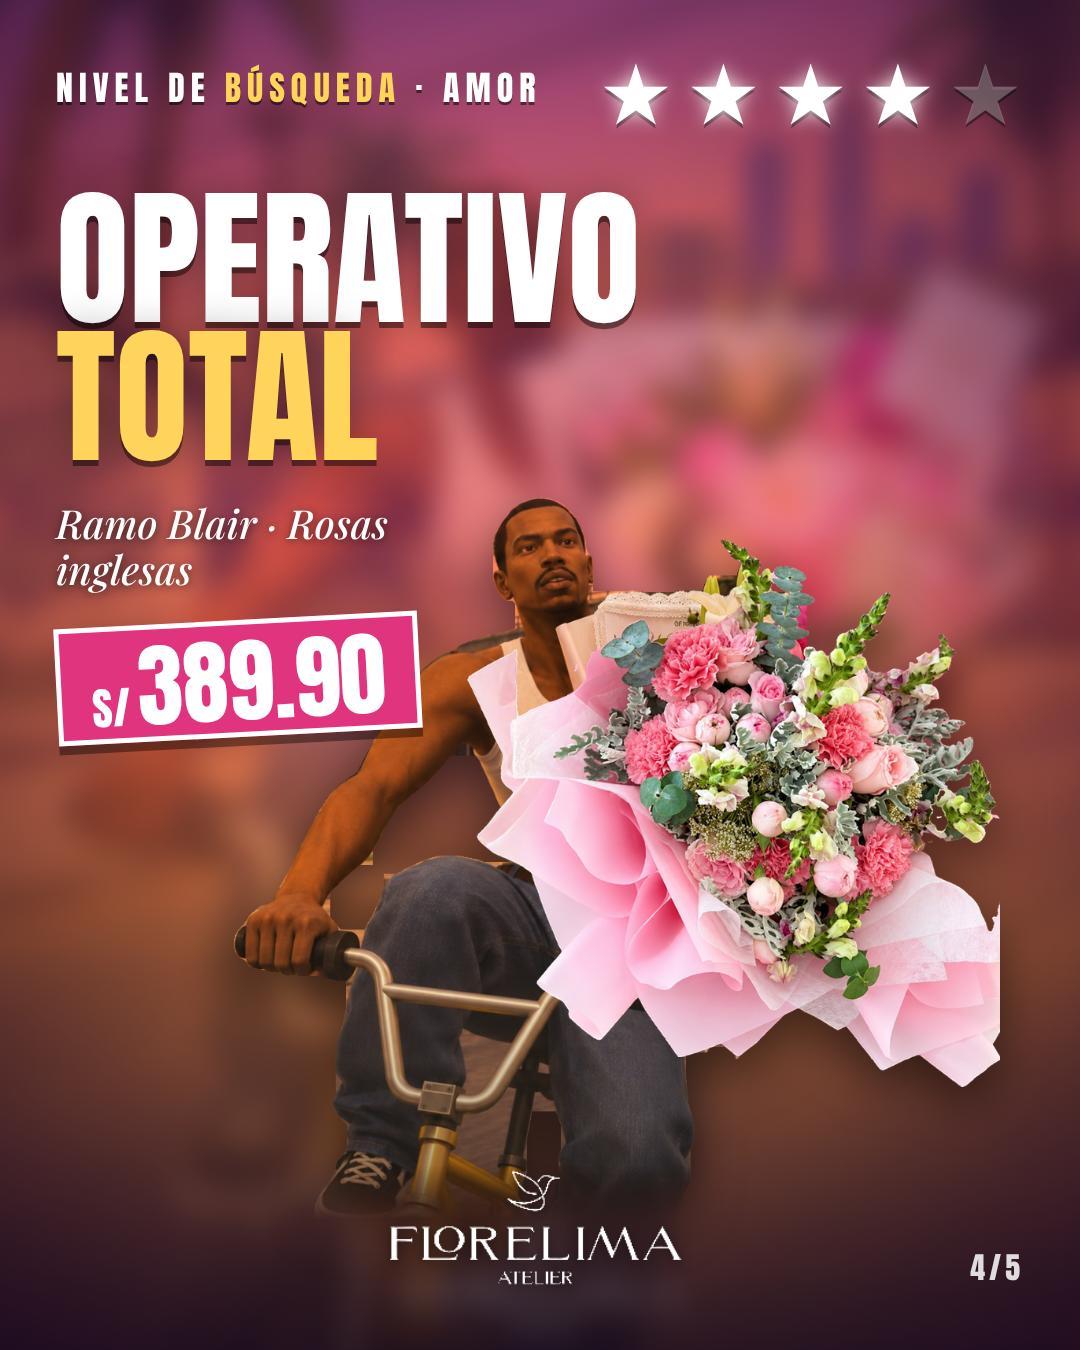 NIVEL DE BÚSQUEDA · AMOR
OPERATIVO
TOTAL
Ramo Blair · Rosas
inglesas
S/389.90
FLORELIMA
ATELIER
4/5